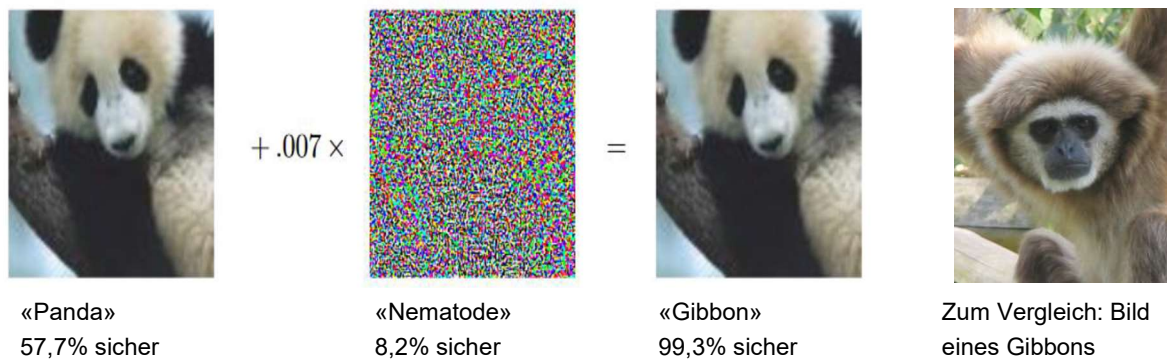 + .007 ×
=
«Panda»
57,7% sicher
«Nematode»
8,2% sicher
«Gibbon»
99,3% sicher
Zum Vergleich: Bild
eines Gibbons